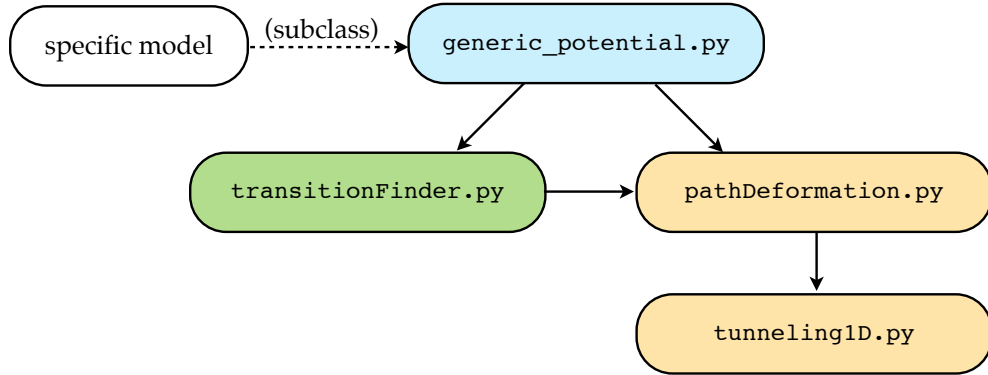 specific model
(subclass)
generic_potential.py
transitionFinder.py
pathDeformation.py
tunneling1D.py